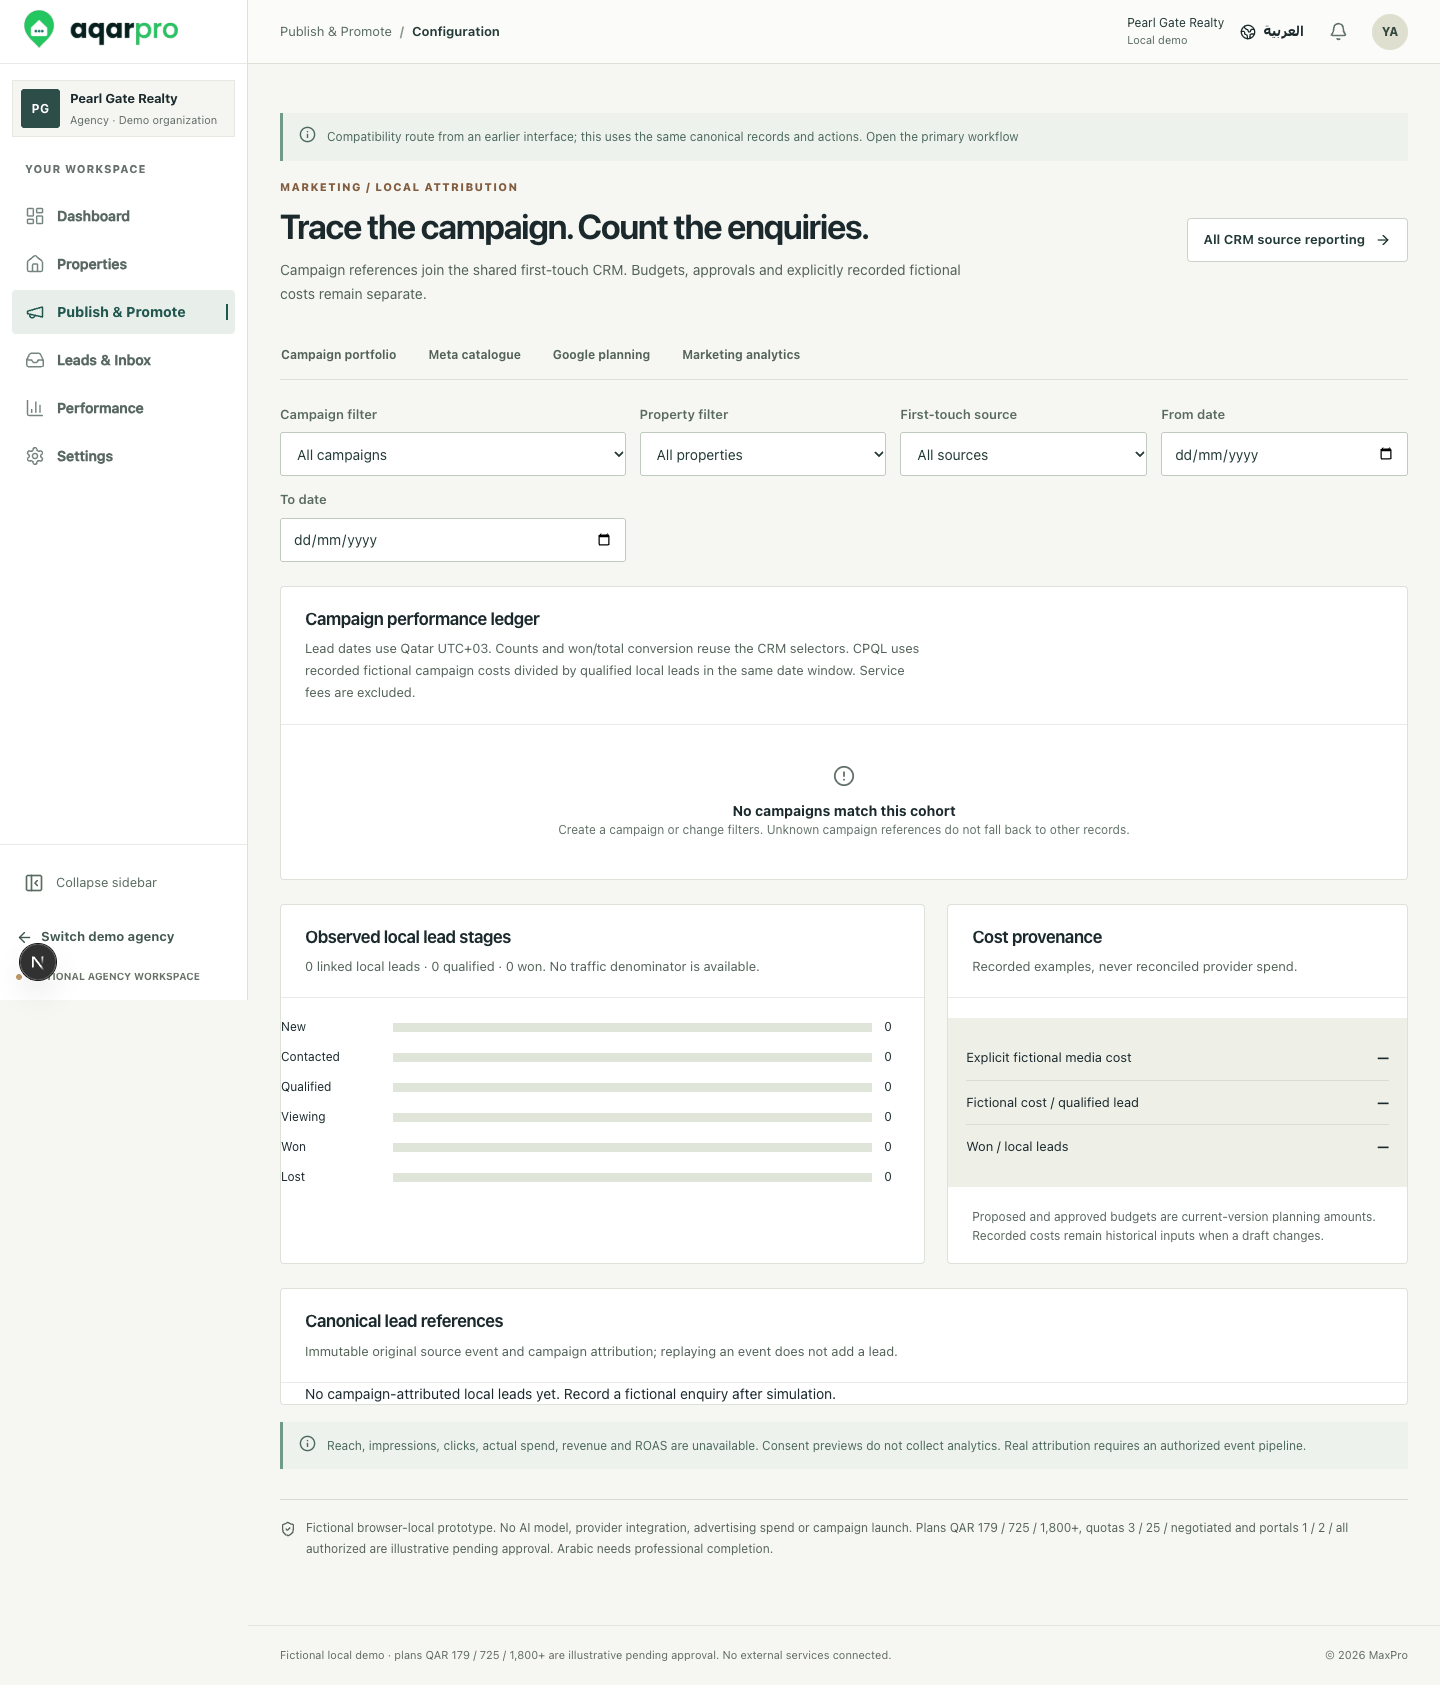 aqarpro
Publish & Promote / Configuration
Pearl Gate Realty
Local demo
العربية
YA
PG
Pearl Gate Realty
Agency · Demo organization
YOUR WORKSPACE
Dashboard
Properties
Publish & Promote
Leads & Inbox
Performance
Settings
Collapse sidebar
Switch demo agency
N
IONAL AGENCY WORKSPACE
Compatibility route from an earlier interface; this uses the same canonical records and actions. Open the primary workflow
MARKETING / LOCAL ATTRIBUTION
Trace the campaign. Count the enquiries.
Campaign references join the shared first-touch CRM. Budgets, approvals and explicitly recorded fictional
costs remain separate.
All CRM source reporting
Campaign portfolio
Meta catalogue
Google planning
Marketing analytics
Campaign filter
Property filter
First-touch source
From date
All campaigns
All properties
All sources
dd/mm/yyyy
To date
dd/mm/yyyy
Campaign performance ledger
Lead dates use Qatar UTC+03. Counts and won/total conversion reuse the CRM selectors. CPQL uses
recorded fictional campaign costs divided by qualified local leads in the same date window. Service
fees are excluded.
No campaigns match this cohort
Create a campaign or change filters. Unknown campaign references do not fall back to other records.
Observed local lead stages
0 linked local leads · 0 qualified · 0 won. No traffic denominator is available.
New 0
Contacted 0
Qualified 0
Viewing 0
Won 0
Lost 0
Cost provenance
Recorded examples, never reconciled provider spend.
Explicit fictional media cost —
Fictional cost / qualified lead —
Won / local leads —
Proposed and approved budgets are current-version planning amounts.
Recorded costs remain historical inputs when a draft changes.
Canonical lead references
Immutable original source event and campaign attribution; replaying an event does not add a lead.
No campaign-attributed local leads yet. Record a fictional enquiry after simulation.
Reach, impressions, clicks, actual spend, revenue and ROAS are unavailable. Consent previews do not collect analytics. Real attribution requires an authorized event pipeline.
Fictional browser-local prototype. No AI model, provider integration, advertising spend or campaign launch. Plans QAR 179 / 725 / 1,800+, quotas 3 / 25 / negotiated and portals 1 / 2 / all
authorized are illustrative pending approval. Arabic needs professional completion.
Fictional local demo · plans QAR 179 / 725 / 1,800+ are illustrative pending approval. No external services connected.
© 2026 MaxPro